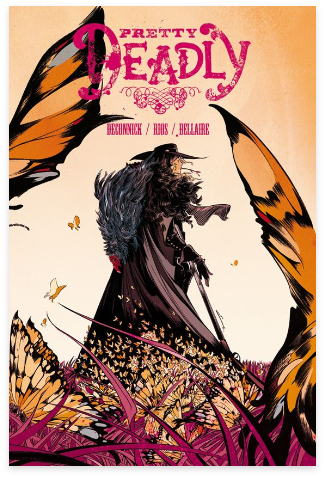 PRETTY
DEADLY
DECONNICK / RIOS / BELLAIRE